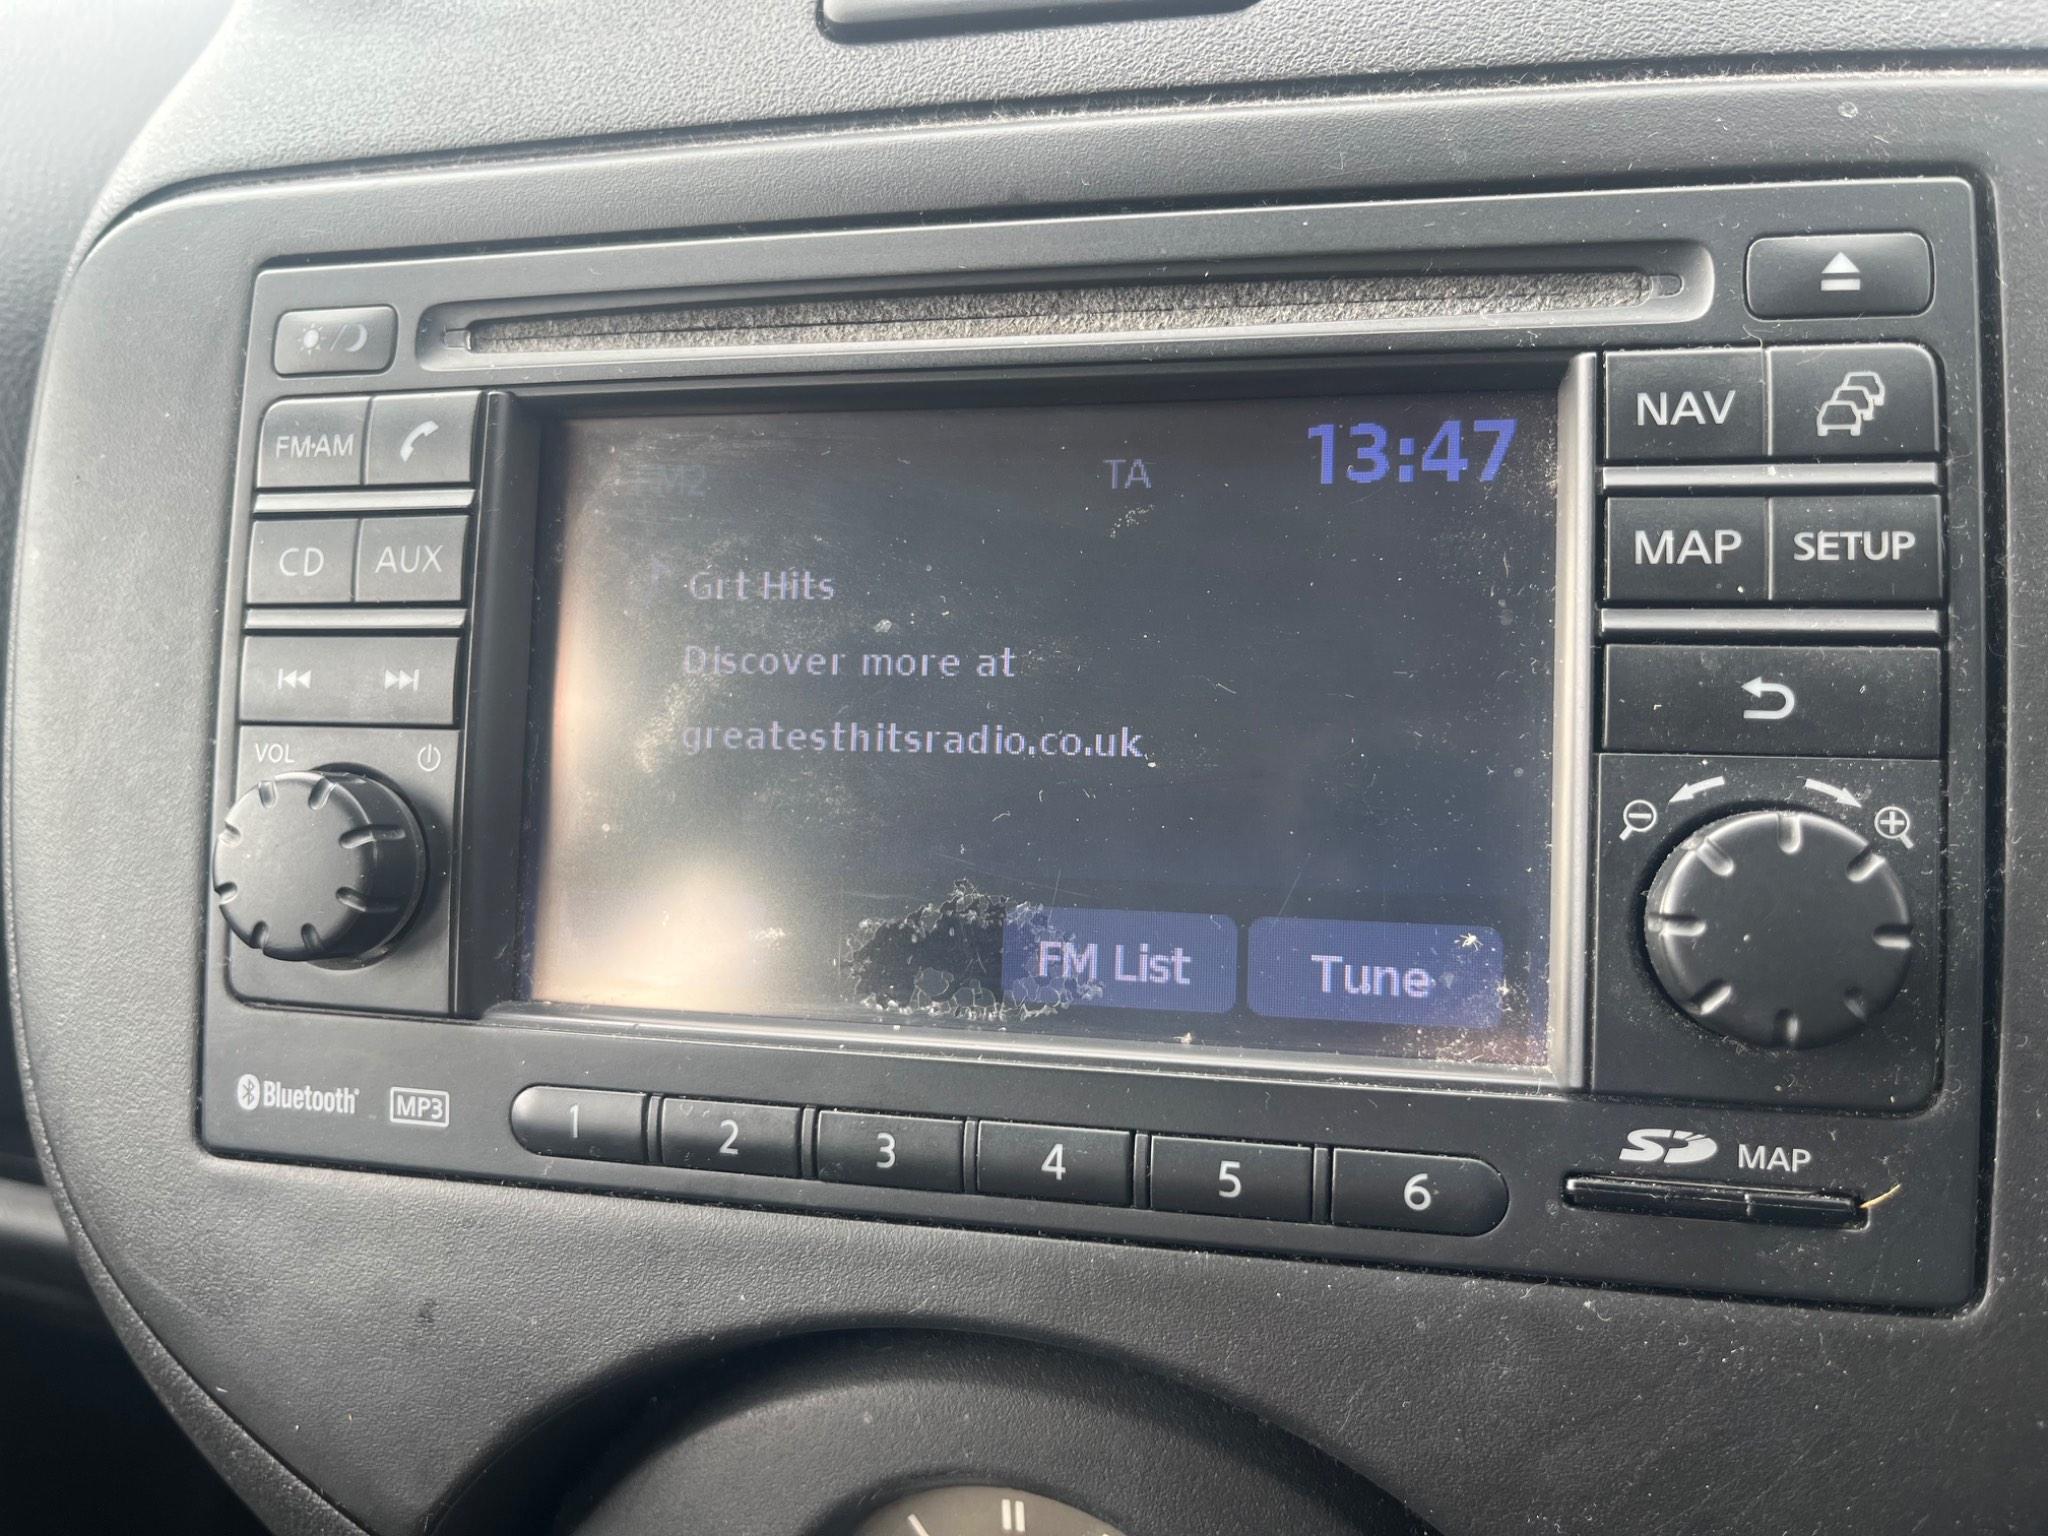 FM·AM
CD
AUX
VOL
FM2
TA
13:47
Grt Hits
Discover more at
greatesthitsradio.co.uk
FM List
Tune
NAV
MAP
SETUP
Bluetooth
MP3
1
2
3
4
5
6
SD
MAP